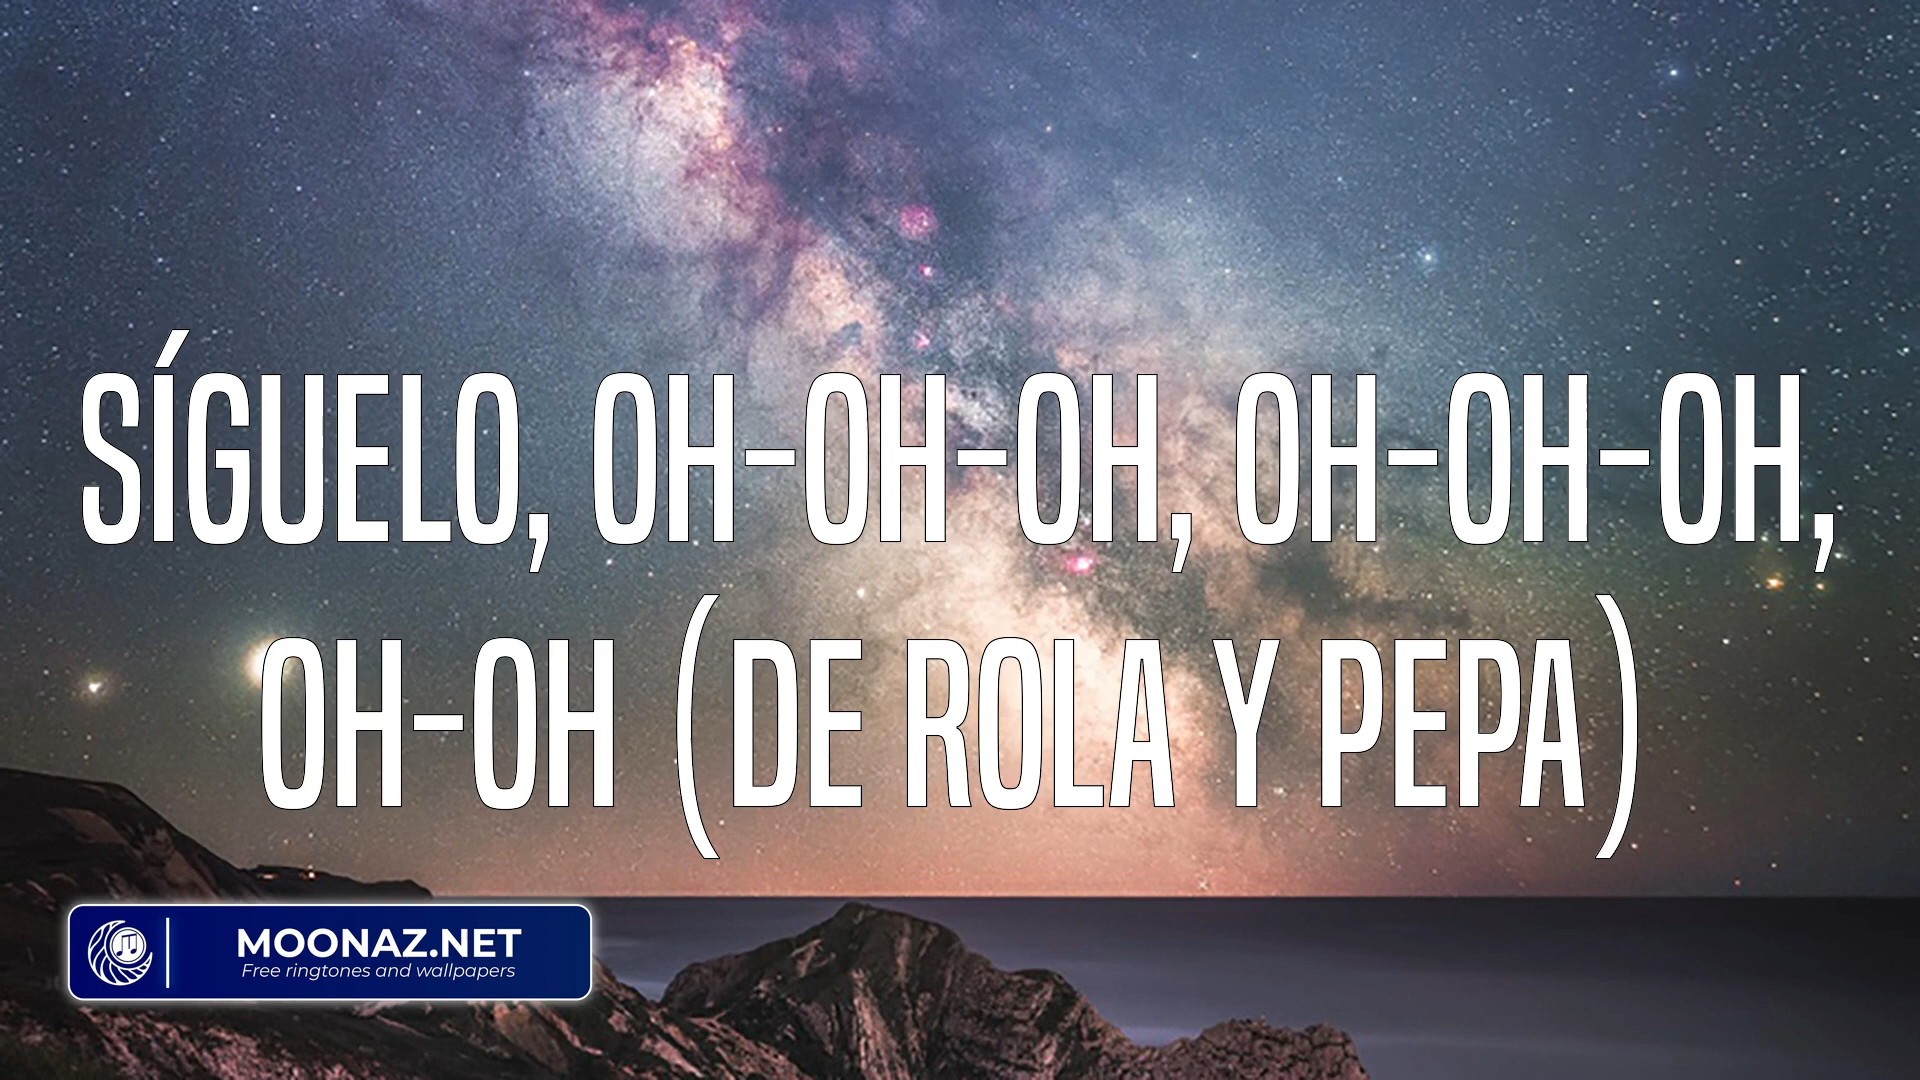 SÍGUELO, OH-OH-OH, OH-OH-OH,
OH-OH (DE ROLA Y PEPA)
MOONAZ.NET
Free ringtones and wallpapers